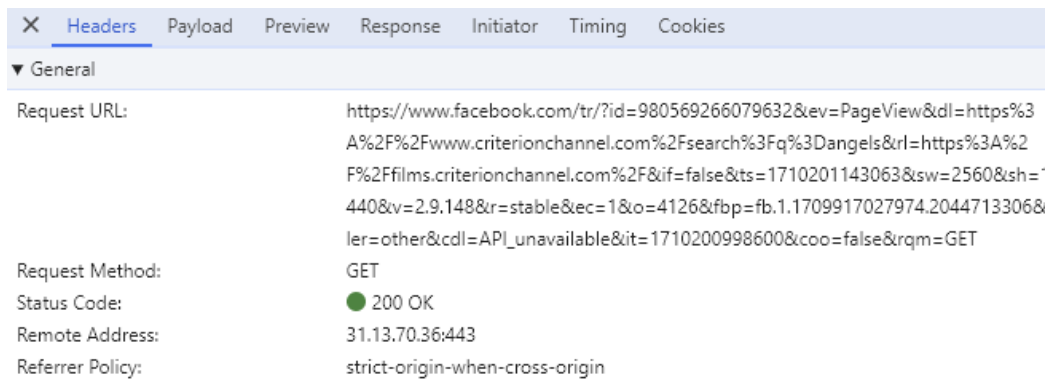 Headers Payload Preview Response Initiator Timing Cookies
General
Request URL: https://www.facebook.com/tr/?id=980569266079632&ev=PageView&dl=https%3
A%2F%2Fwww.criterionchannel.com%2Fsearch%3Fq%3Dangels&rl=https%3A%2
F%2Ffilms.criterionchannel.com%2F&if=false&ts=1710201143063&sw=2560&sh=1
440&v=2.9.148&r=stable&ec=1&o=4126&fbp=fb.1.1709917027974.2044713306&
ler=other&cdl=API_unavailable&it=1710200998600&coo=false&rqm=GET
Request Method: GET
Status Code: 200 OK
Remote Address: 31.13.70.36:443
Referrer Policy: strict-origin-when-cross-origin